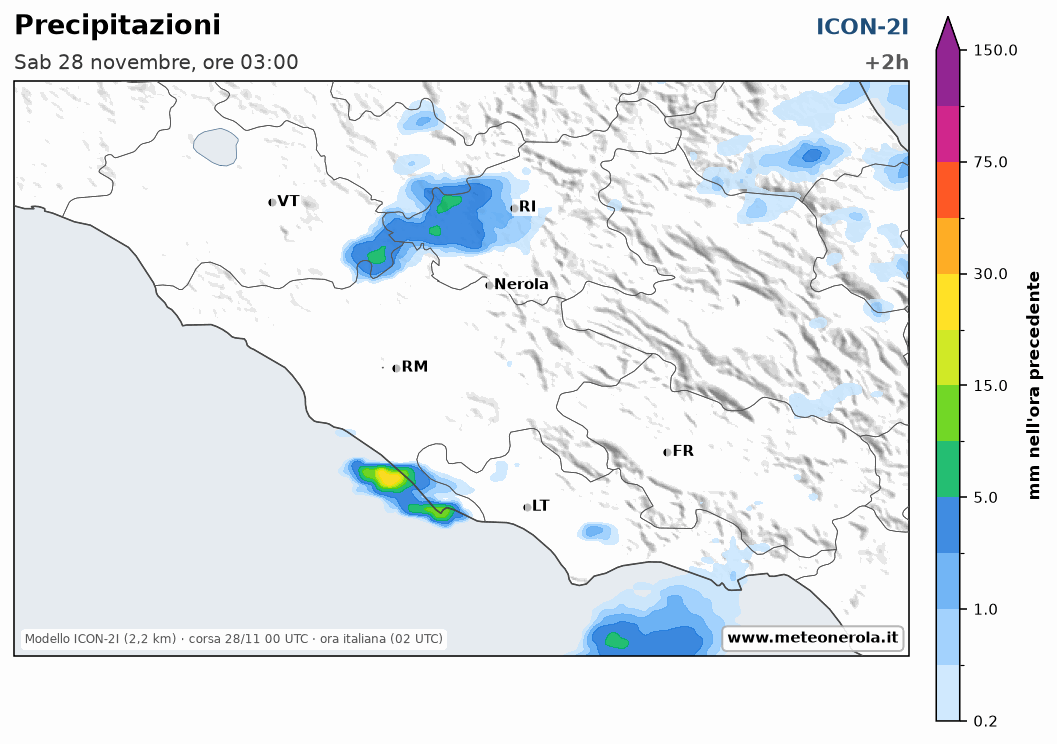 Precipitazioni
ICON-2I
Sab 28 novembre, ore 03:00
+2h
VT
RI
Nerola
RM
FR
LT
Modello ICON-2I (2,2 km) · corsa 28/11 00 UTC · ora italiana (02 UTC)
www.meteonerola.it
150.0
75.0
30.0
15.0
5.0
1.0
0.2
mm nell'ora precedente